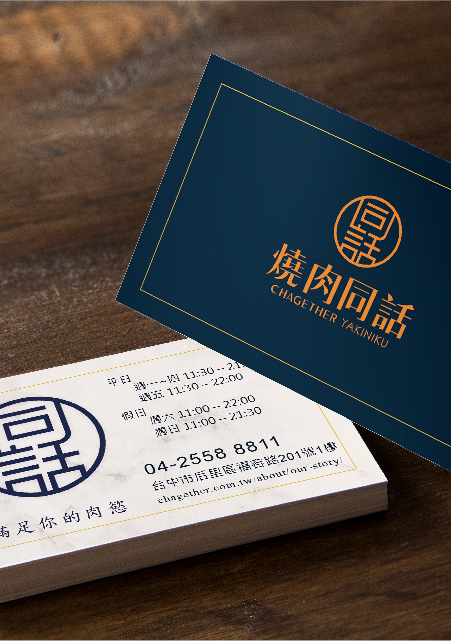 同話
燒肉同話
CHAGETHER YAKINIKU
平日 週一~四 11:30 -- 21:
週五 11:30 -- 22:00
假日 週六 11:00 -- 22:00
週日 11:00 -- 21:30
04-2558 8811
台中市后里區 路201號1樓
chagether.com.tw/about/our-story/
同話
滿足你的肉慾